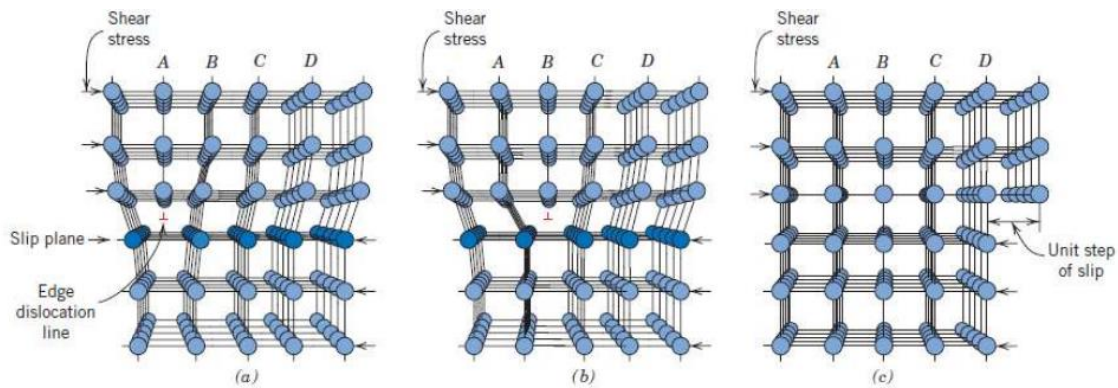 Shear
stress
A B C D
Slip plane
Edge
dislocation
line
⊥
(a)
Shear
stress
A B C D
⊥
(b)
Shear
stress
A B C D
Unit step
of slip
(c)